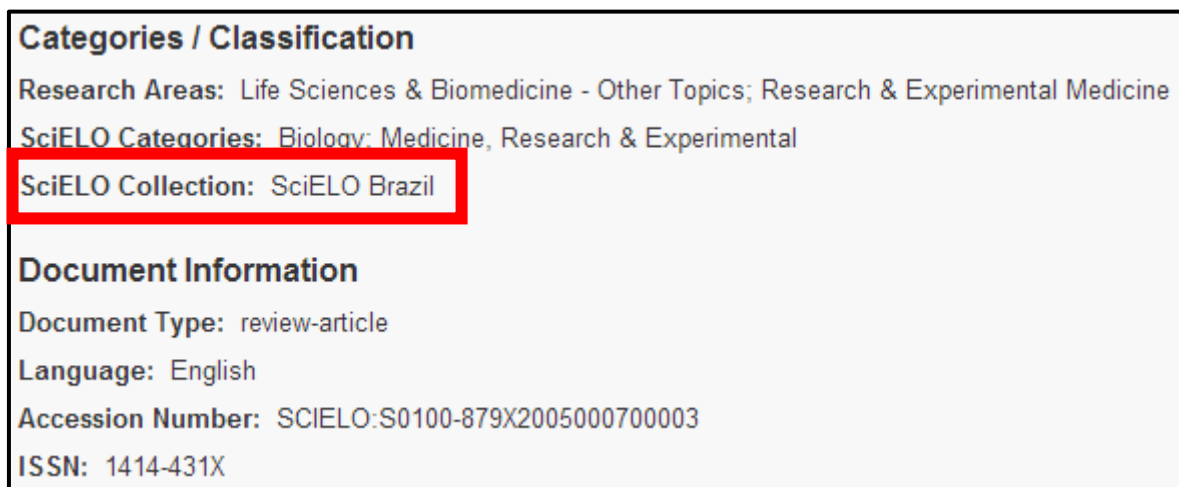 Categories / Classification
Research Areas: Life Sciences & Biomedicine - Other Topics; Research & Experimental Medicine
SciELO Categories: Biology; Medicine, Research & Experimental
SciELO Collection: SciELO Brazil
Document Information
Document Type: review-article
Language: English
Accession Number: SCIELO:S0100-879X2005000700003
ISSN: 1414-431X